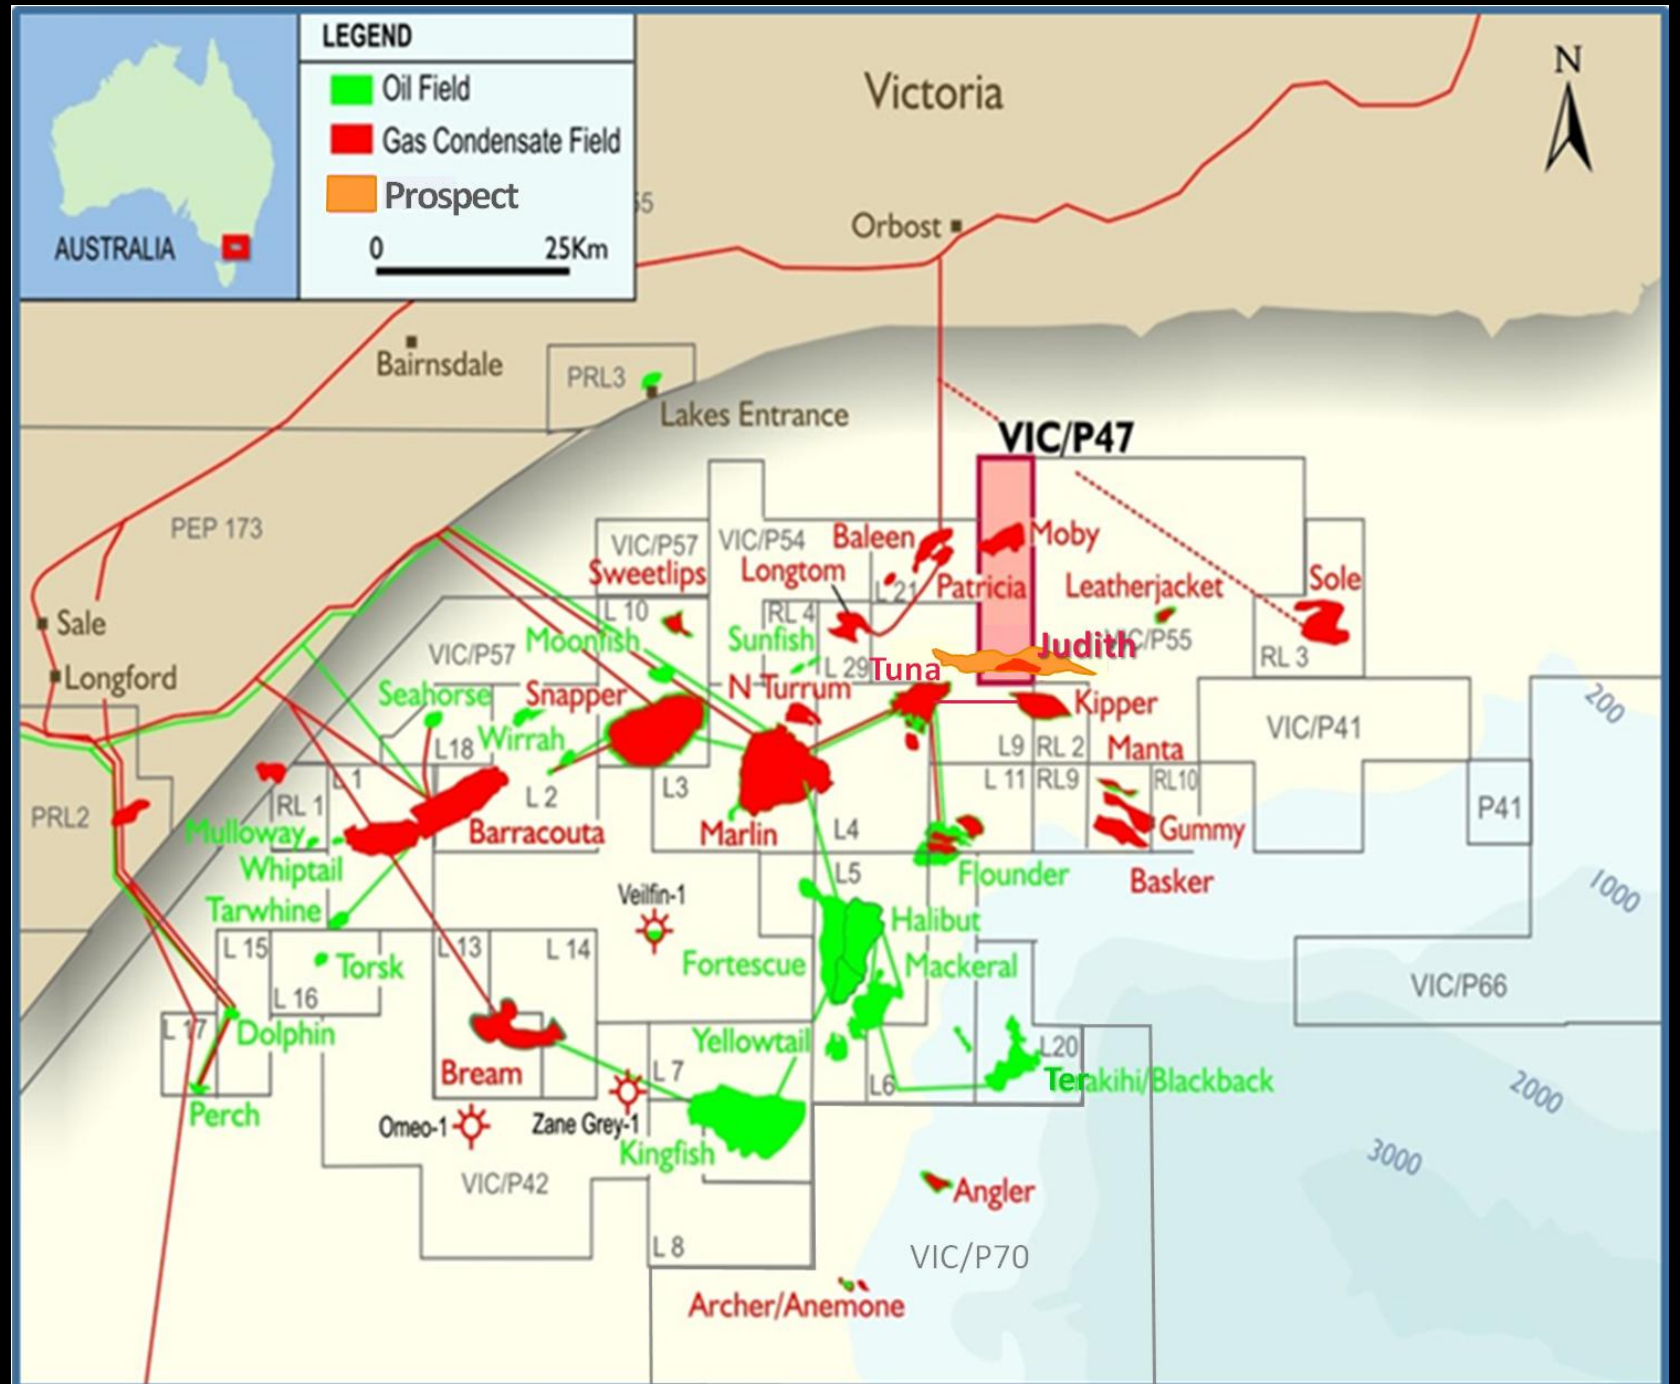 LEGEND
Oil Field
Gas Condensate Field
Prospect
0 25Km
AUSTRALIA
Victoria
N
Orbost
Bairnsdale
PRL3
Lakes Entrance
VIC/P47
PEP 173
VIC/P57
VIC/P54
Baleen
Moby
Sweetlips
Longtom
L 21
Patricia
Leatherjacket
Sole
Sale
L 10
RL 4
Moonfish
Sunfish
Judith
VIC/P55
VIC/P57
L 29
Tuna
RL 3
Longford
Seahorse
Snapper
N Turrum
Kipper
200
Wirrah
L18
L9
RL 2
Manta
VIC/P41
L 1
L 2
L3
L 11
RL9
RL10
RL 1
PRL2
P41
Mulloway
Barracouta
Marlin
L4
Gummy
Whiptail
L5
Flounder
Basker
1000
Veilfin-1
Tarwhine
Halibut
L 15
L 13
L 14
Torsk
Fortescue
Mackeral
L 16
VIC/P66
L 17
Dolphin
Yellowtail
L20
Bream
L 7
L6
Terakihi/Blackback
2000
Perch
Omeo-1
Zane Grey-1
Kingfish
3000
VIC/P42
Angler
L 8
VIC/P70
Archer/Anemone